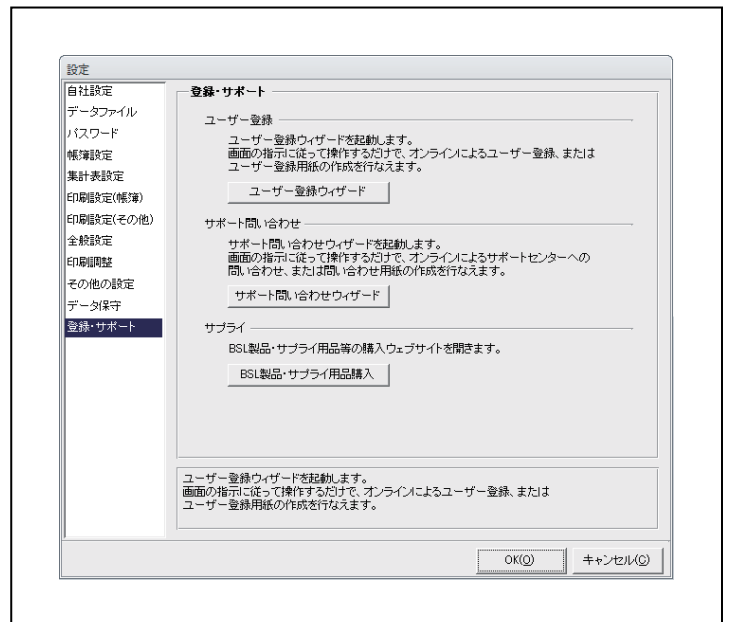 設定
自社設定
データファイル
パスワード
帳簿設定
集計表設定
印刷設定(帳簿)
印刷設定(その他)
全般設定
印刷調整
その他の設定
データ保守
登録・サポート
登録・サポート
ユーザー登録
ユーザー登録ウィザードを起動します。
画面の指示に従って操作するだけで、オンラインによるユーザー登録、または
ユーザー登録用紙の作成を行なえます。
ユーザー登録ウィザード
サポート問い合わせ
サポート問い合わせウィザードを起動します。
画面の指示に従って操作するだけで、オンラインによるサポートセンターへの
問い合わせ、または問い合わせ用紙の作成を行なえます。
サポート問い合わせウィザード
サプライ
BSL製品・サプライ用品等の購入ウェブサイトを開きます。
BSL製品・サプライ用品購入
ユーザー登録ウィザードを起動します。
画面の指示に従って操作するだけで、オンラインによるユーザー登録、または
ユーザー登録用紙の作成を行なえます。
OK(O)
キャンセル(C)